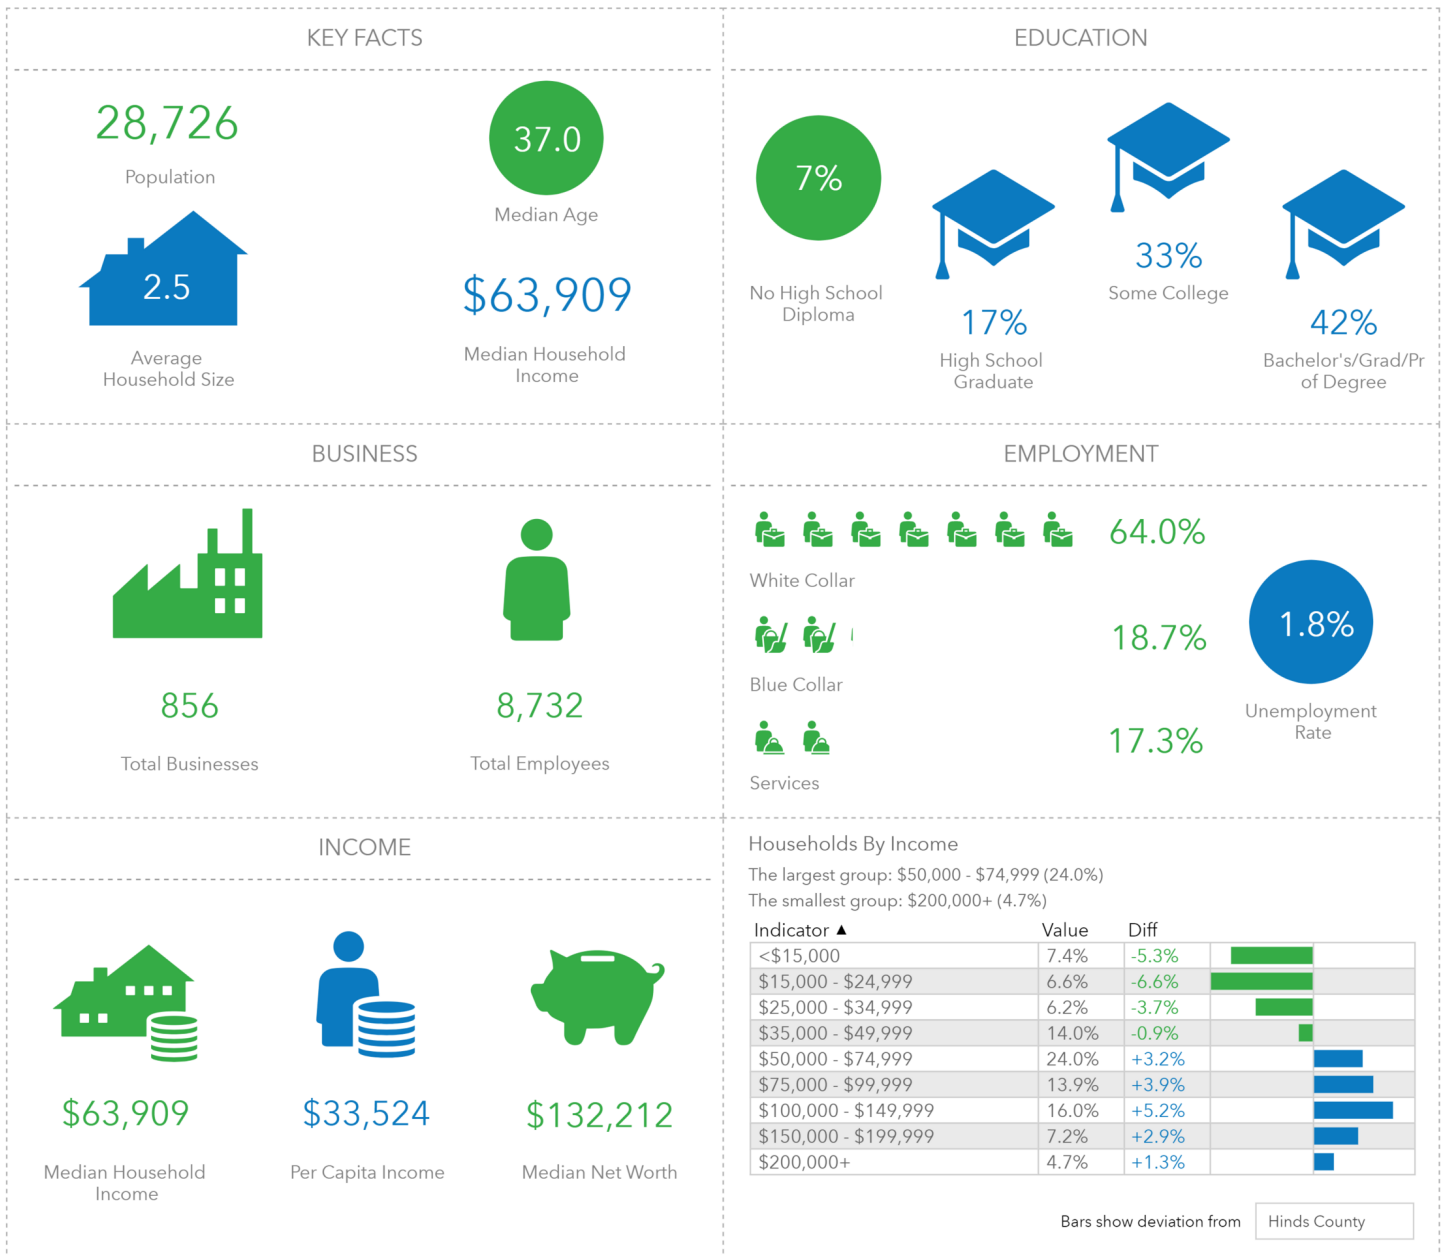 KEY FACTS
28,726
Population
37.0
Median Age
2.5
Average
Household Size
$63,909
Median Household
Income
EDUCATION
7%
No High School
Diploma
17%
High School
Graduate
33%
Some College
42%
Bachelor's/Grad/Pr
of Degree
BUSINESS
856
Total Businesses
8,732
Total Employees
EMPLOYMENT
64.0%
White Collar
18.7%
Blue Collar
17.3%
Services
1.8%
Unemployment
Rate
INCOME
$63,909
Median Household
Income
$33,524
Per Capita Income
$132,212
Median Net Worth
Households By Income
The largest group: $50,000 - $74,999 (24.0%)
The smallest group: $200,000+ (4.7%)
Indicator ▲ Value Diff
<$15,000 7.4% -5.3%
$15,000 - $24,999 6.6% -6.6%
$25,000 - $34,999 6.2% -3.7%
$35,000 - $49,999 14.0% -0.9%
$50,000 - $74,999 24.0% +3.2%
$75,000 - $99,999 13.9% +3.9%
$100,000 - $149,999 16.0% +5.2%
$150,000 - $199,999 7.2% +2.9%
$200,000+ 4.7% +1.3%
Bars show deviation from Hinds County